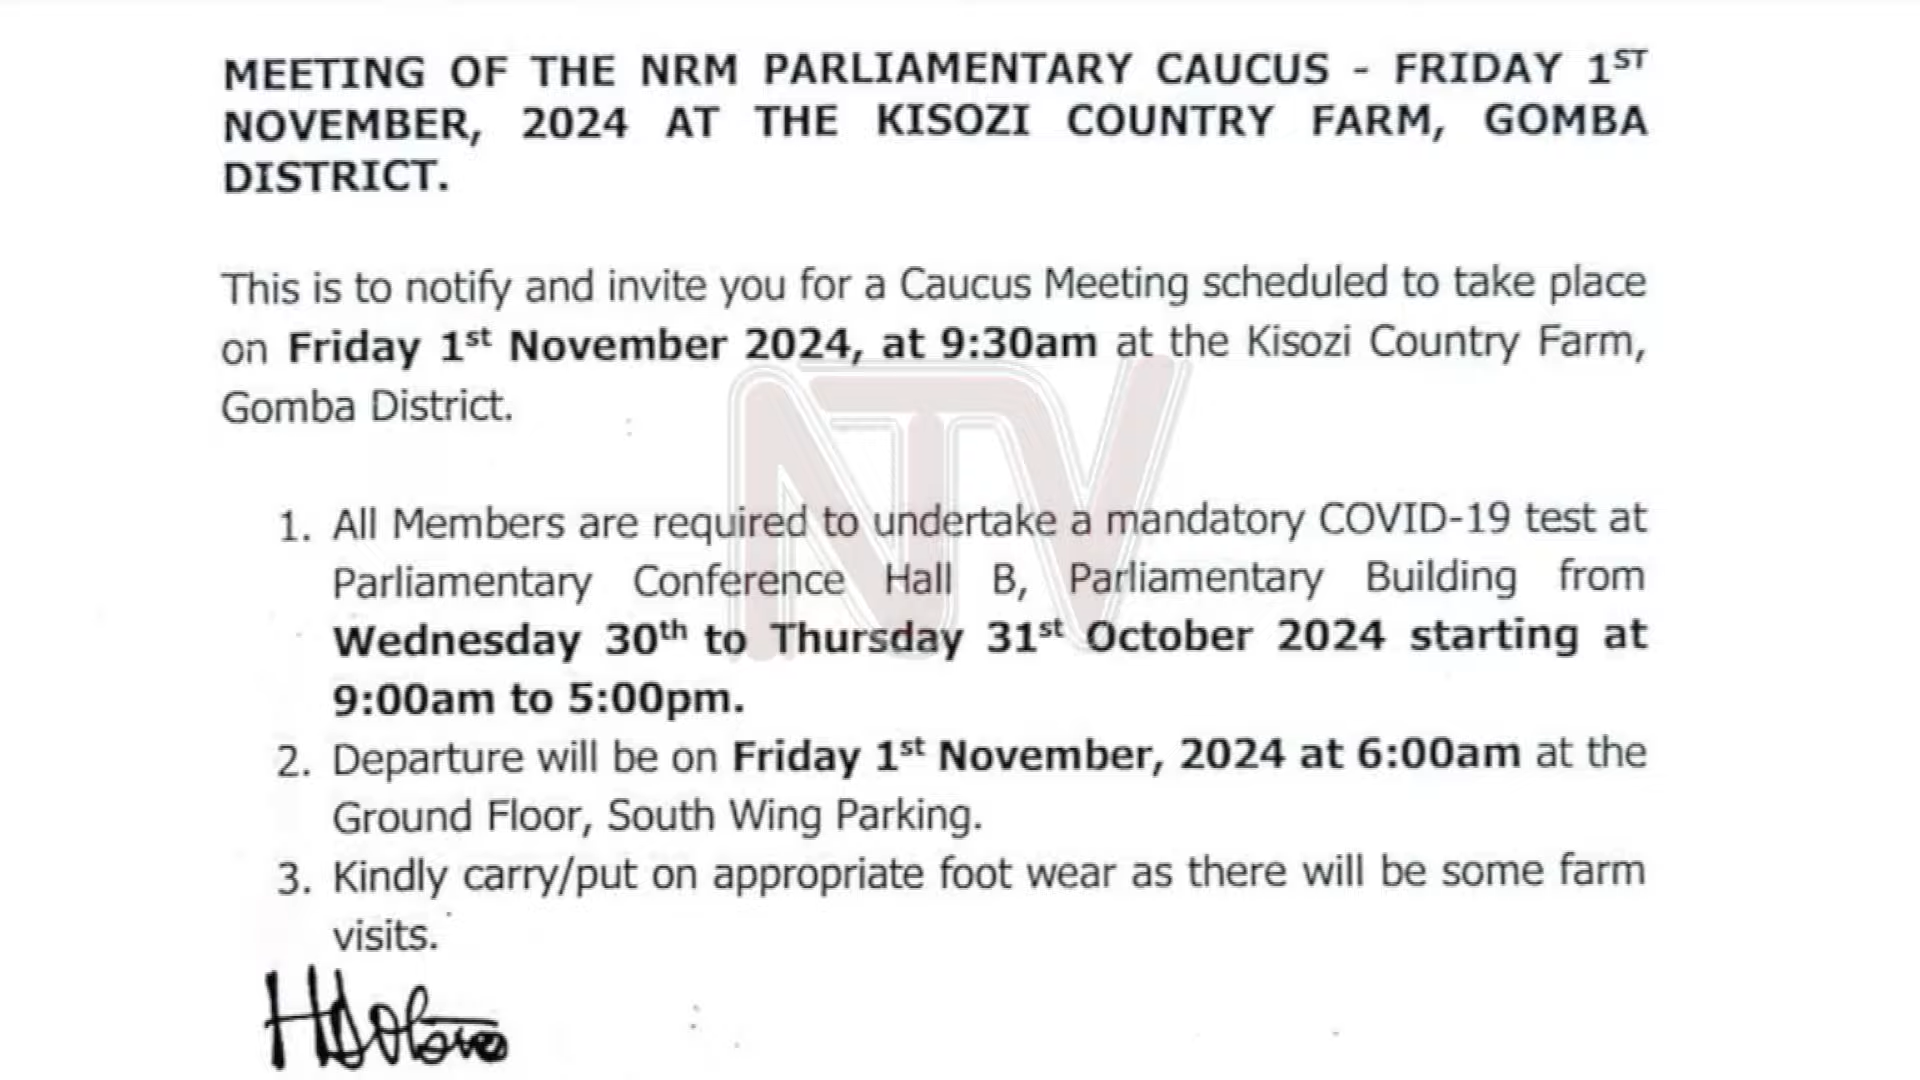 MEETING OF THE NRM PARLIAMENTARY CAUCUS - FRIDAY 1ST
NOVEMBER, 2024 AT THE KISOZI COUNTRY FARM, GOMBA
DISTRICT.
This is to notify and invite you for a Caucus Meeting scheduled to take place
on Friday 1st November 2024, at 9:30am at the Kisozi Country Farm,
Gomba District.
NTV
1. All Members are required to undertake a mandatory COVID-19 test at
Parliamentary Conference Hall B, Parliamentary Building from
Wednesday 30th to Thursday 31st October 2024 starting at
9:00am to 5:00pm.
2. Departure will be on Friday 1st November, 2024 at 6:00am at the
Ground Floor, South Wing Parking.
3. Kindly carry/put on appropriate foot wear as there will be some farm
visits.